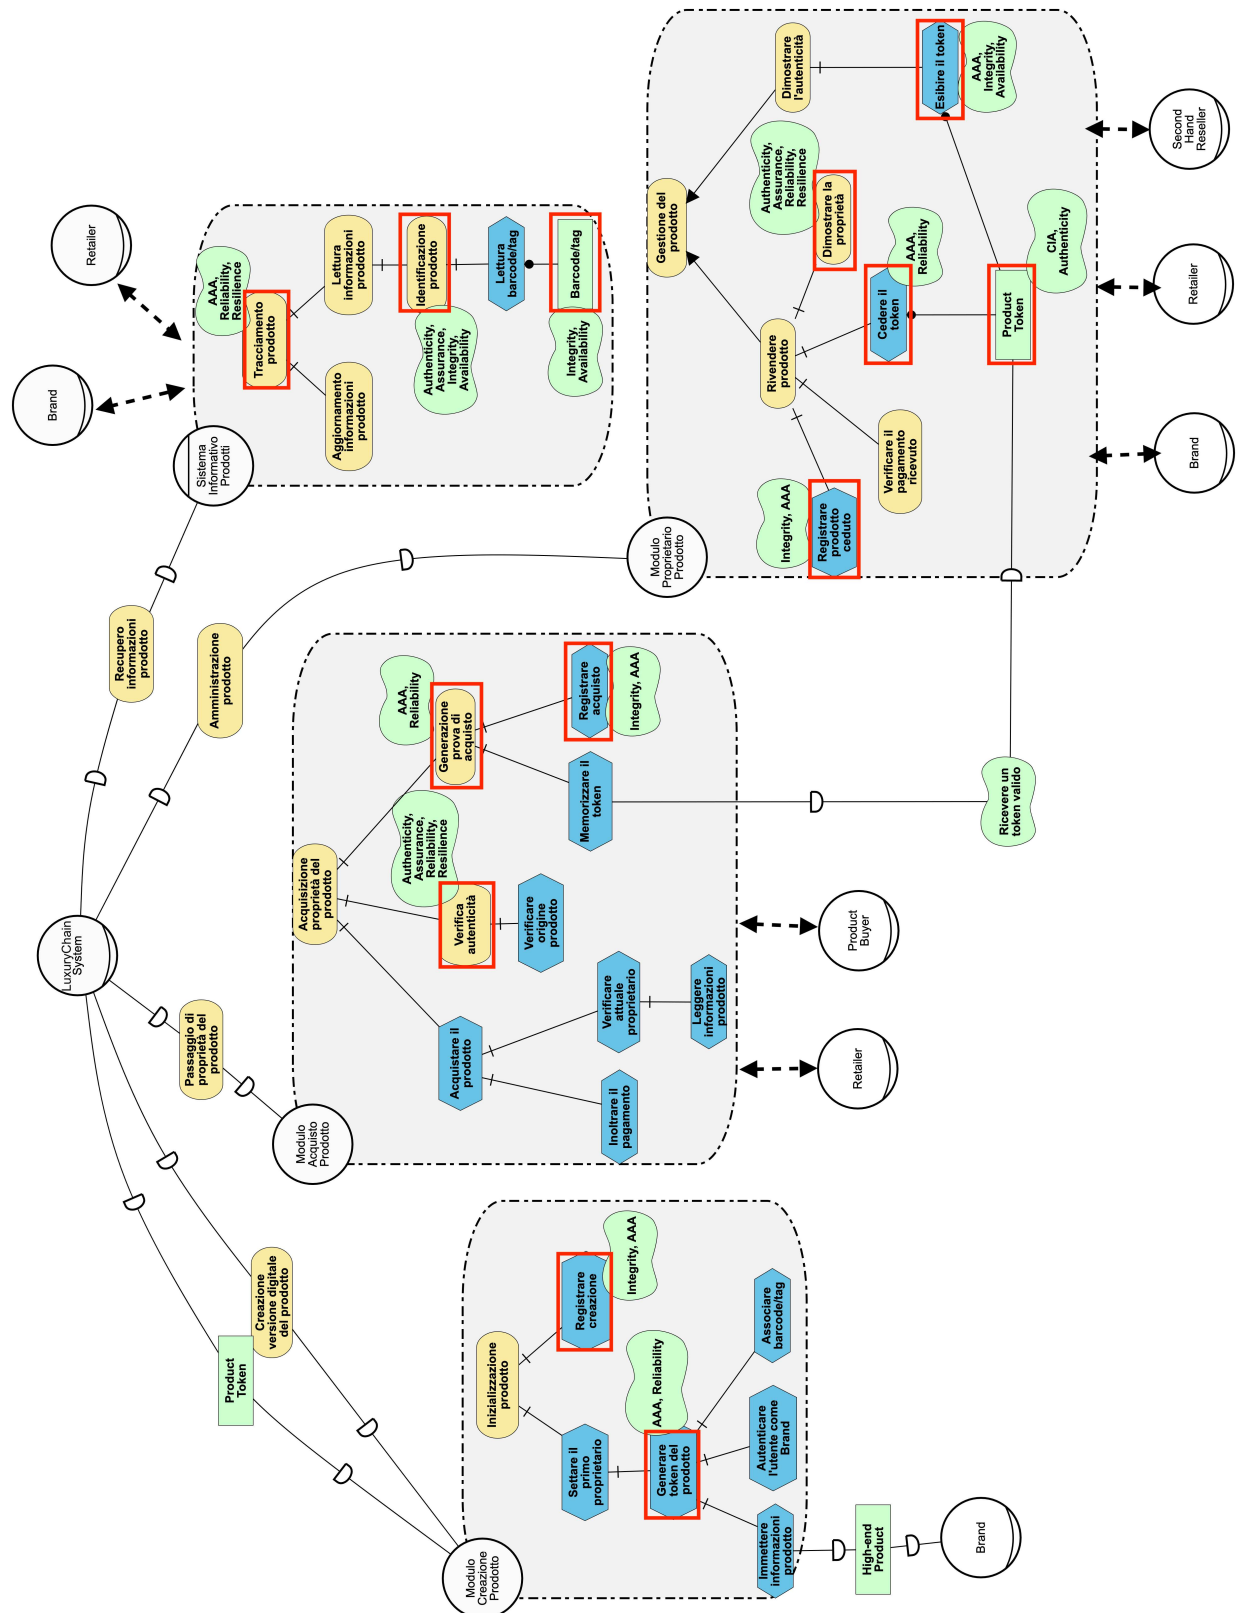 LuxuryChain
System
Product
Token
Creazione
versione digitale
del prodotto
Passaggio di
proprietà del
prodotto
Amministrazione
prodotto
Recupero
informazioni
prodotto
Modulo
Creazione
Prodotto
Inizializzazione
prodotto
Settare il
primo
proprietario
Registrare
creazione
Integrity, AAA
Generare
token del
prodotto
AAA, Reliability
Immettere
informazioni
prodotto
Autenticare
l'utente come
Brand
Associare
barcode/tag
High-end
Product
Brand
Modulo
Acquisto
Prodotto
Acquisizione
proprietà del
prodotto
Acquistare il
prodotto
Verifica
autenticità
Authenticity,
Assurance,
Reliability,
Resilience
Generazione
prova di
acquisto
AAA,
Reliability
Inoltrare il
pagamento
Verificare
attuale
proprietario
Leggere
informazioni
prodotto
Verificare
origine
prodotto
Memorizzare il
token
Registrare
acquisto
Integrity, AAA
Retailer
Product
Buyer
Ricevere un
token valido
Sistema
Informativo
Prodotti
Brand
Retailer
Tracciamento
prodotto
AAA,
Reliability,
Resilience
Aggiornamento
informazioni
prodotto
Lettura
informazioni
prodotto
Identificazione
prodotto
Authenticity,
Assurance,
Integrity,
Availability
Lettura
barcode/tag
Barcode/tag
Integrity,
Availability
Modulo
Proprietario
Prodotto
Gestione del
prodotto
Rivendere
prodotto
Dimostrare
l'autenticità
Registrare
prodotto
ceduto
Integrity, AAA
Verificare il
pagamento
ricevuto
Cedere il
token
AAA,
Reliability
Dimostrare la
proprietà
Authenticity,
Assurance,
Reliability,
Resilience
Esibire il token
AAA,
Integrity,
Availability
Product
Token
CIA,
Authenticity
Brand
Retailer
Second
Hand
Reseller